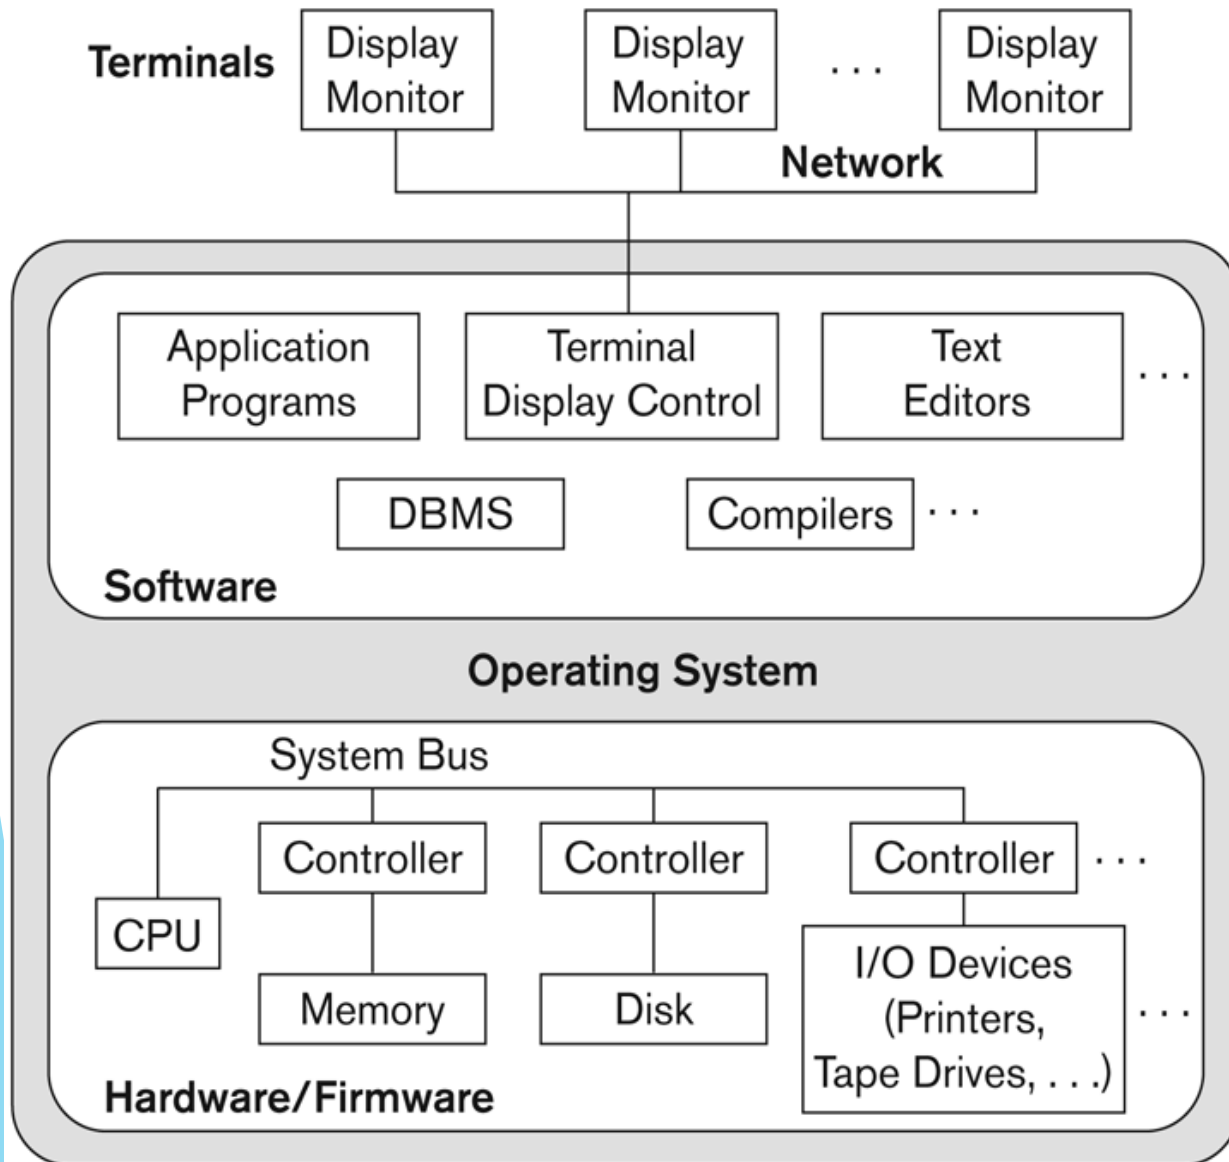 Terminals
Display
Monitor
Display
Monitor
. . .
Display
Monitor
Network
Application
Programs
Terminal
Display Control
Text
Editors
. . .
DBMS
Compilers
. . .
Software
Operating System
System Bus
Controller
Controller
Controller
. . .
CPU
Memory
Disk
I/O Devices
(Printers,
Tape Drives, . . .)
. . .
Hardware/Firmware